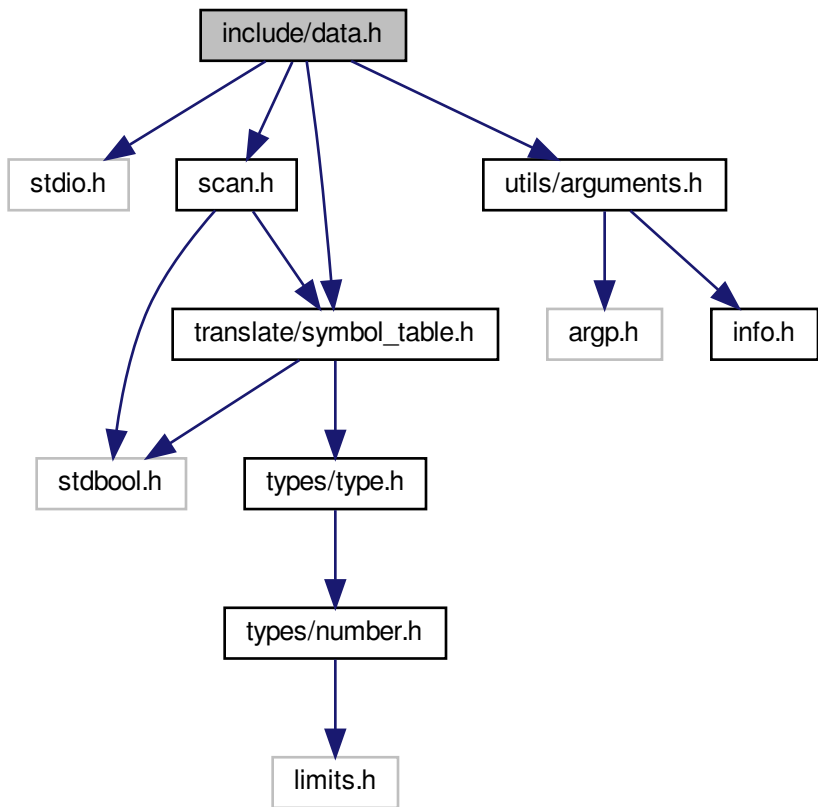 include/data.h
stdio.h
scan.h
utils/arguments.h
translate/symbol_table.h
argp.h
info.h
stdbool.h
types/type.h
types/number.h
limits.h